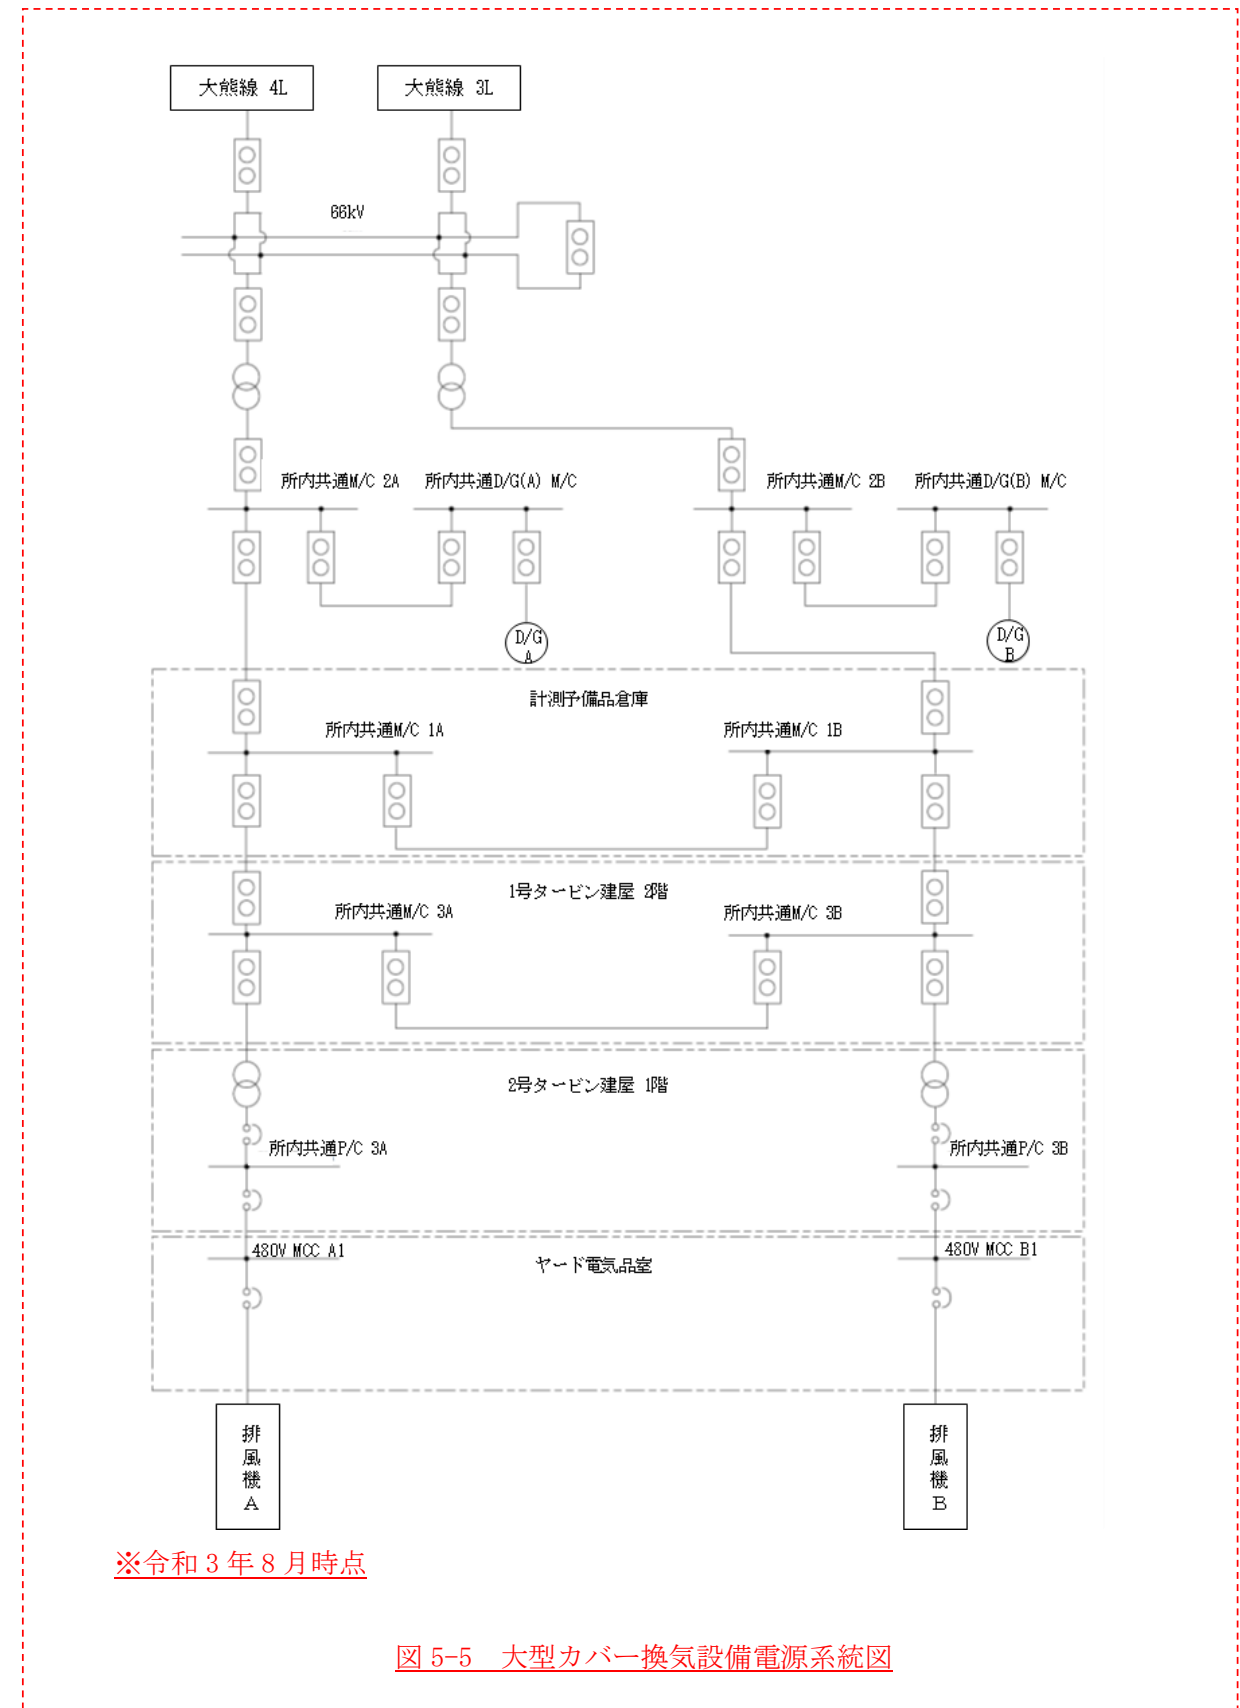 大熊線 4L
大熊線 3L
66kV
所内共通M/C 2A
所内共通D/G(A) M/C
所内共通M/C 2B
所内共通D/G(B) M/C
D/G
A
D/G
B
計測予備品倉庫
所内共通M/C 1A
所内共通M/C 1B
1号タービン建屋 2階
所内共通M/C 3A
所内共通M/C 3B
2号タービン建屋 1階
所内共通P/C 3A
所内共通P/C 3B
480V MCC A1
ヤード電気品室
480V MCC B1
排
風
機
A
排
風
機
B
※令和3年8月時点
図 5-5　大型カバー換気設備電源系統図